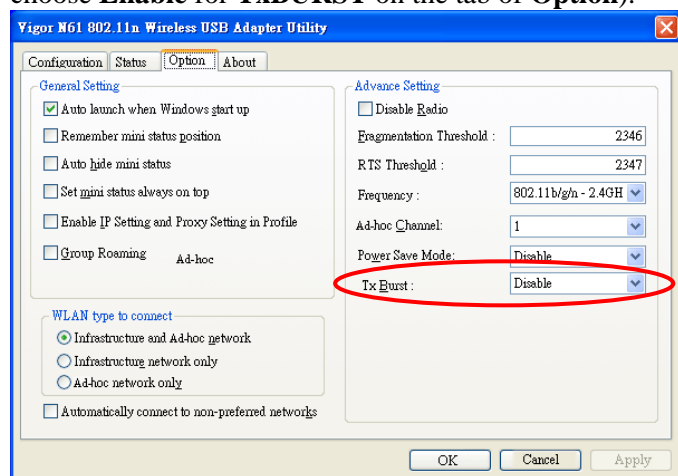 choose Enable for TxBURST on the tab of Option).
Vigor N61 802.11n Wireless USB Adapter Utility
Configuration Status Option About
General Setting
Auto launch when Windows start up
Remember mini status position
Auto hide mini status
Set mini status always on top
Enable IP Setting and Proxy Setting in Profile
Group Roaming Ad-hoc
WLAN type to connect
Infrastructure and Ad-hoc network
Infrastructure network only
Ad-hoc network only
Automatically connect to non-preferred networks
Advance Setting
Disable Radio
Fragmentation Threshold : 2346
RTS Threshold : 2347
Frequency : 802.11b/g/n - 2.4GH
Ad-hoc Channel: 1
Power Save Mode: Disable
Tx Burst : Disable
OK Cancel Apply